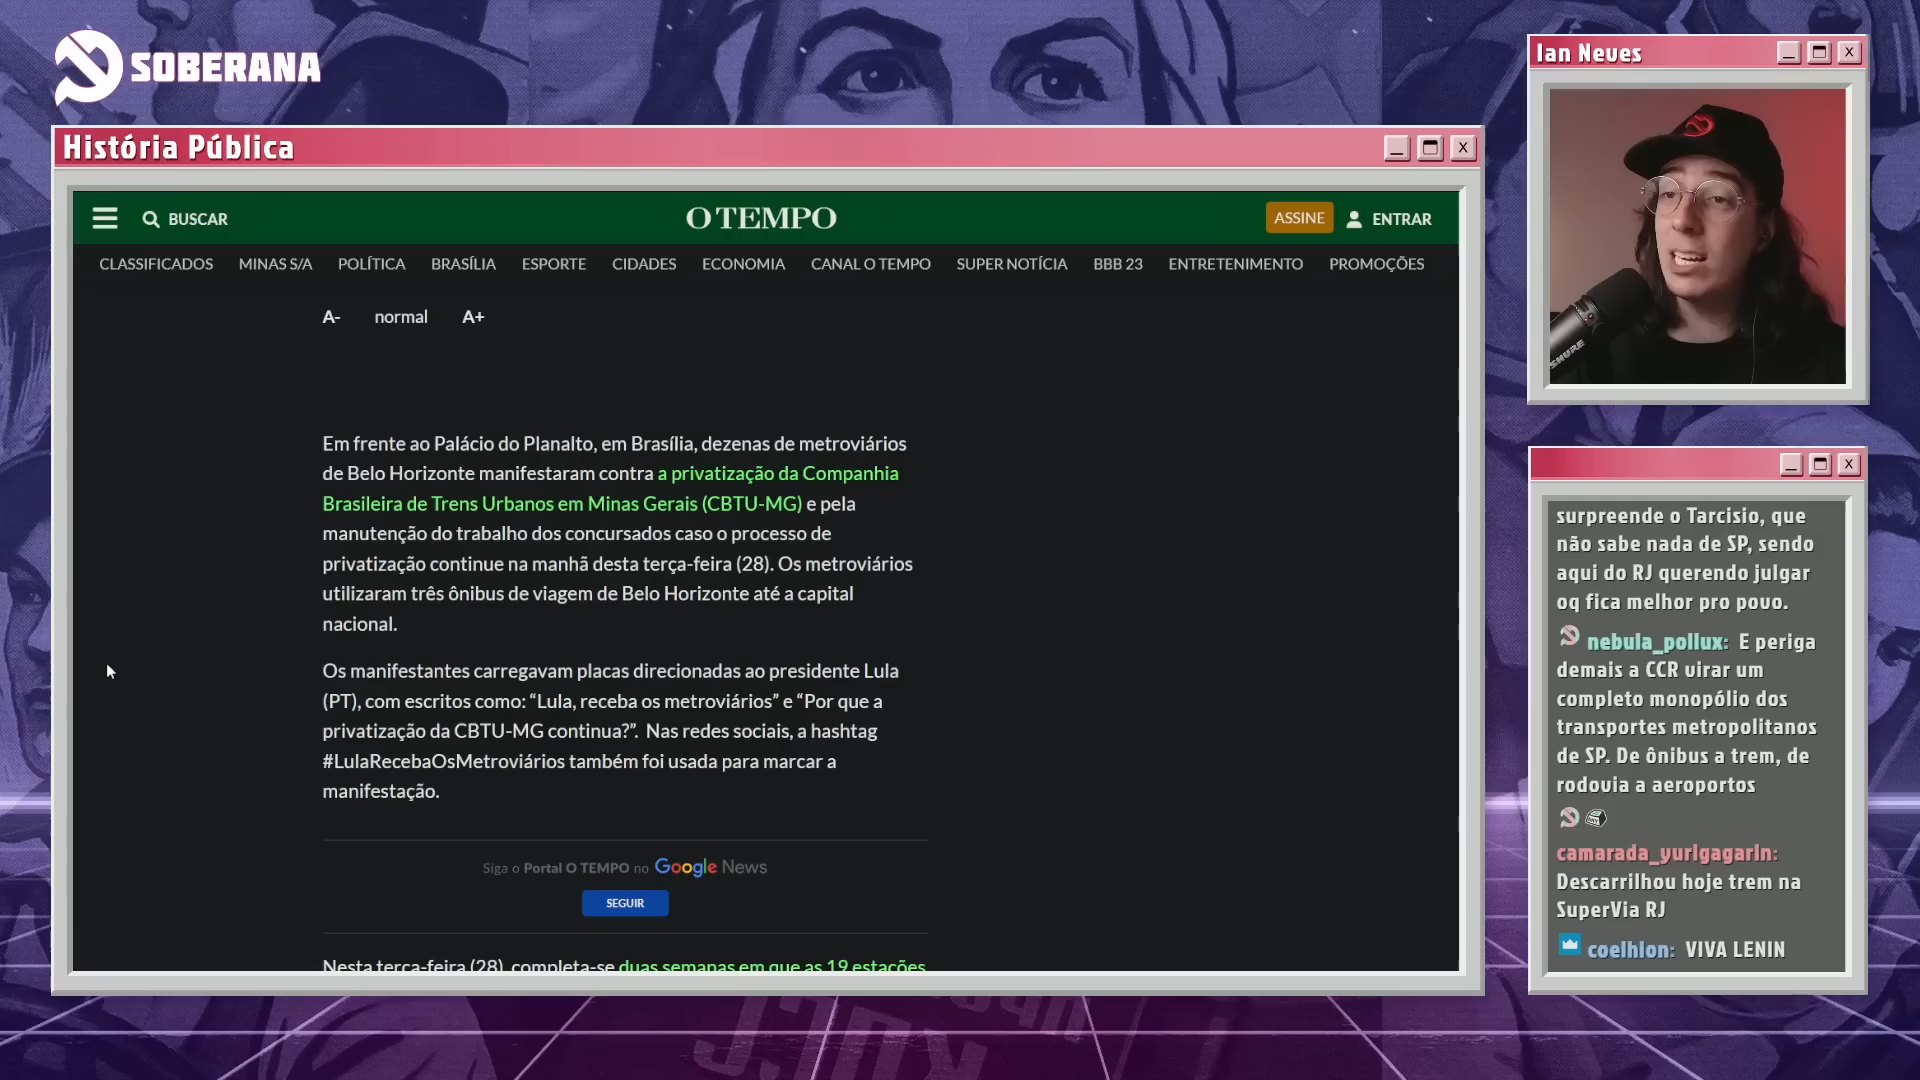 SOBERANA
Ian Neves
História Pública
BUSCAR
O TEMPO
ASSINE
ENTRAR
CLASSIFICADOS MINAS S/A POLÍTICA BRASÍLIA ESPORTE CIDADES ECONOMIA CANAL O TEMPO SUPER NOTÍCIA BBB 23 ENTRETENIMENTO PROMOÇÕES
A- normal A+
Em frente ao Palácio do Planalto, em Brasília, dezenas de metroviários
de Belo Horizonte manifestaram contra a privatização da Companhia
Brasileira de Trens Urbanos em Minas Gerais (CBTU-MG) e pela
manutenção do trabalho dos concursados caso o processo de
privatização continue na manhã desta terça-feira (28). Os metroviários
utilizaram três ônibus de viagem de Belo Horizonte até a capital
nacional.
Os manifestantes carregavam placas direcionadas ao presidente Lula
(PT), com escritos como: “Lula, receba os metroviários” e “Por que a
privatização da CBTU-MG continua?”. Nas redes sociais, a hashtag
#LulaRecebaOsMetroviários também foi usada para marcar a
manifestação.
Siga o Portal O TEMPO no Google News
SEGUIR
Nesta terça-feira (28), completa-se duas semanas em que as 19 estações
SHURE
surpreende o Tarcisio, que
não sabe nada de SP, sendo
aqui do RJ querendo julgar
oq fica melhor pro povo.
nebula_pollux: E periga
demais a CCR virar um
completo monopólio dos
transportes metropolitanos
de SP. De ônibus a trem, de
rodovia a aeroportos
camarada_yurigagarin:
Descarrilhou hoje trem na
SuperVia RJ
coelhion: VIVA LENIN